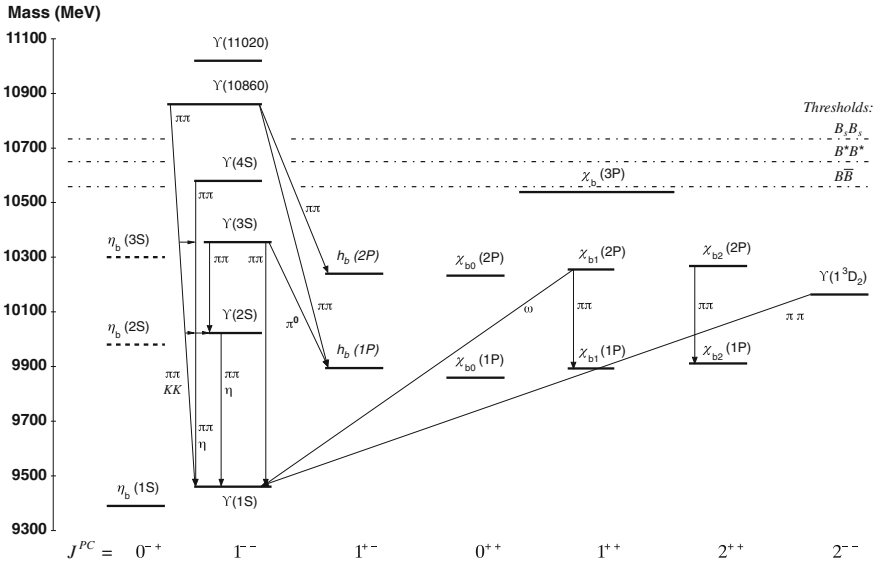 Mass (MeV)
11100
ϒ(11020)
10900
ϒ(10860)
Thresholds:
ππ
B_sB_s
10700
B*B*
ϒ(4S)
BB̅
χ_b(3P)
10500
ππ
ϒ(3S)
ππ
η_b(3S)
ππ
ππ
h_b(2P)
χ_b0(2P)
χ_b1(2P)
χ_b2(2P)
10300
ϒ(1³D₂)
ππ
ω
ππ
ππ
ππ
10100
η_b(2S)
ϒ(2S)
π⁰
h_b(1P)
χ_b0(1P)
χ_b1(1P)
χ_b2(1P)
9900
ππ
KK
ππ
η
9700
ππ
η
9500
η_b(1S)
ϒ(1S)
9300
J^PC = 0⁻⁺ 1⁻⁻ 1⁺⁻ 0⁺⁺ 1⁺⁺ 2⁺⁺ 2⁻⁻